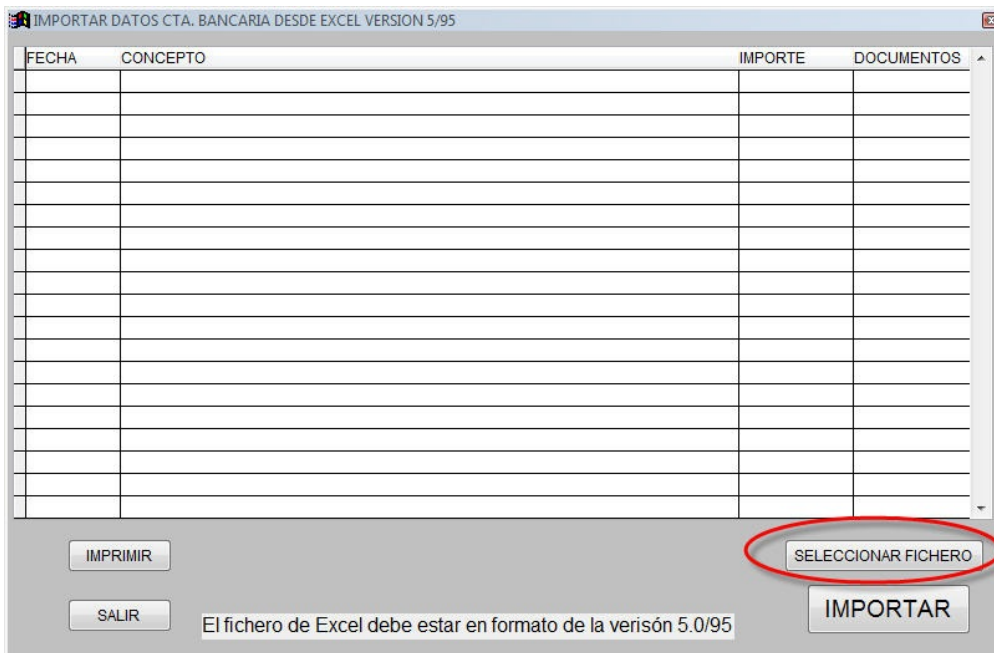 IMPORTAR DATOS CTA. BANCARIA DESDE EXCEL VERSION 5/95
FECHA CONCEPTO IMPORTE DOCUMENTOS
IMPRIMIR SELECCIONAR FICHERO
SALIR El fichero de Excel debe estar en formato de la verisón 5.0/95 IMPORTAR